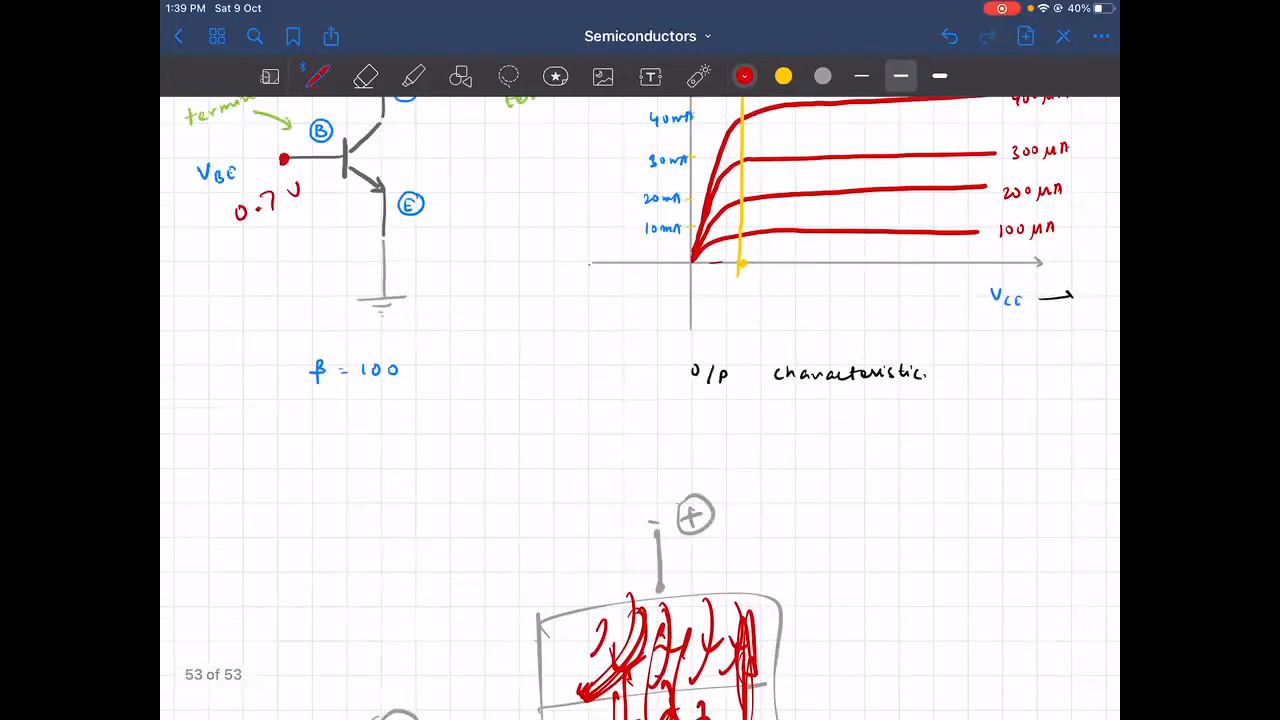 1:39 PM Sat 9 Oct
40%
Semiconductors
T
B
VBE
0.7 V
E
40mA
30mA
20mA
10mA
300 μA
200 μA
100 μA
VCE
β = 100
O/P characteristic.
+
53 of 53